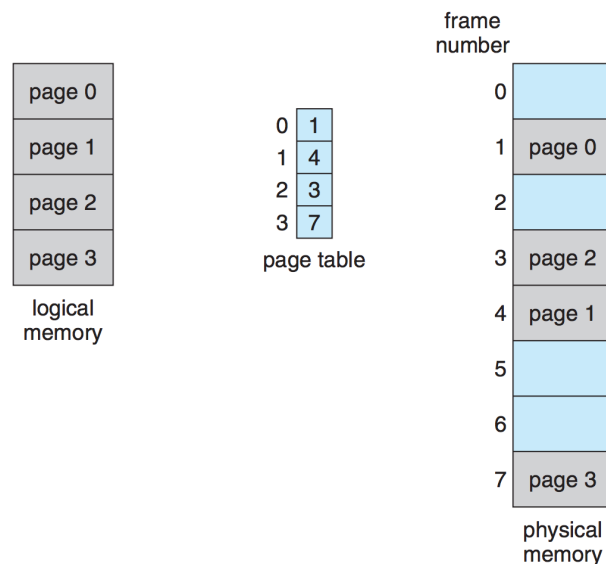 page 0
page 1
page 2
page 3
logical
memory
0 1
1 4
2 3
3 7
page table
frame
number
0
1 page 0
2
3 page 2
4 page 1
5
6
7 page 3
physical
memory